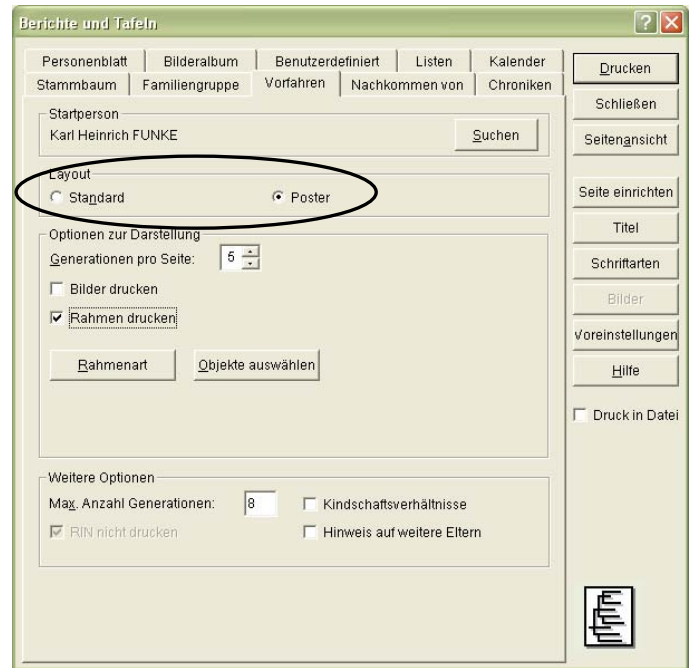 Berichte und Tafeln
Personenblatt Bilderalbum Benutzerdefiniert Listen Kalender
Stammbaum Familiengruppe Vorfahren Nachkommen von Chroniken
Startperson
Karl Heinrich FUNKE Suchen
Layout
Standard Poster
Optionen zur Darstellung
Generationen pro Seite: 5
Bilder drucken
Rahmen drucken
Rahmenart Objekte auswählen
Weitere Optionen
Max. Anzahl Generationen: 8 Kindschaftsverhältnisse
RIN nicht drucken Hinweis auf weitere Eltern
Drucken
Schließen
Seitenansicht
Seite einrichten
Titel
Schriftarten
Bilder
Voreinstellungen
Hilfe
Druck in Datei